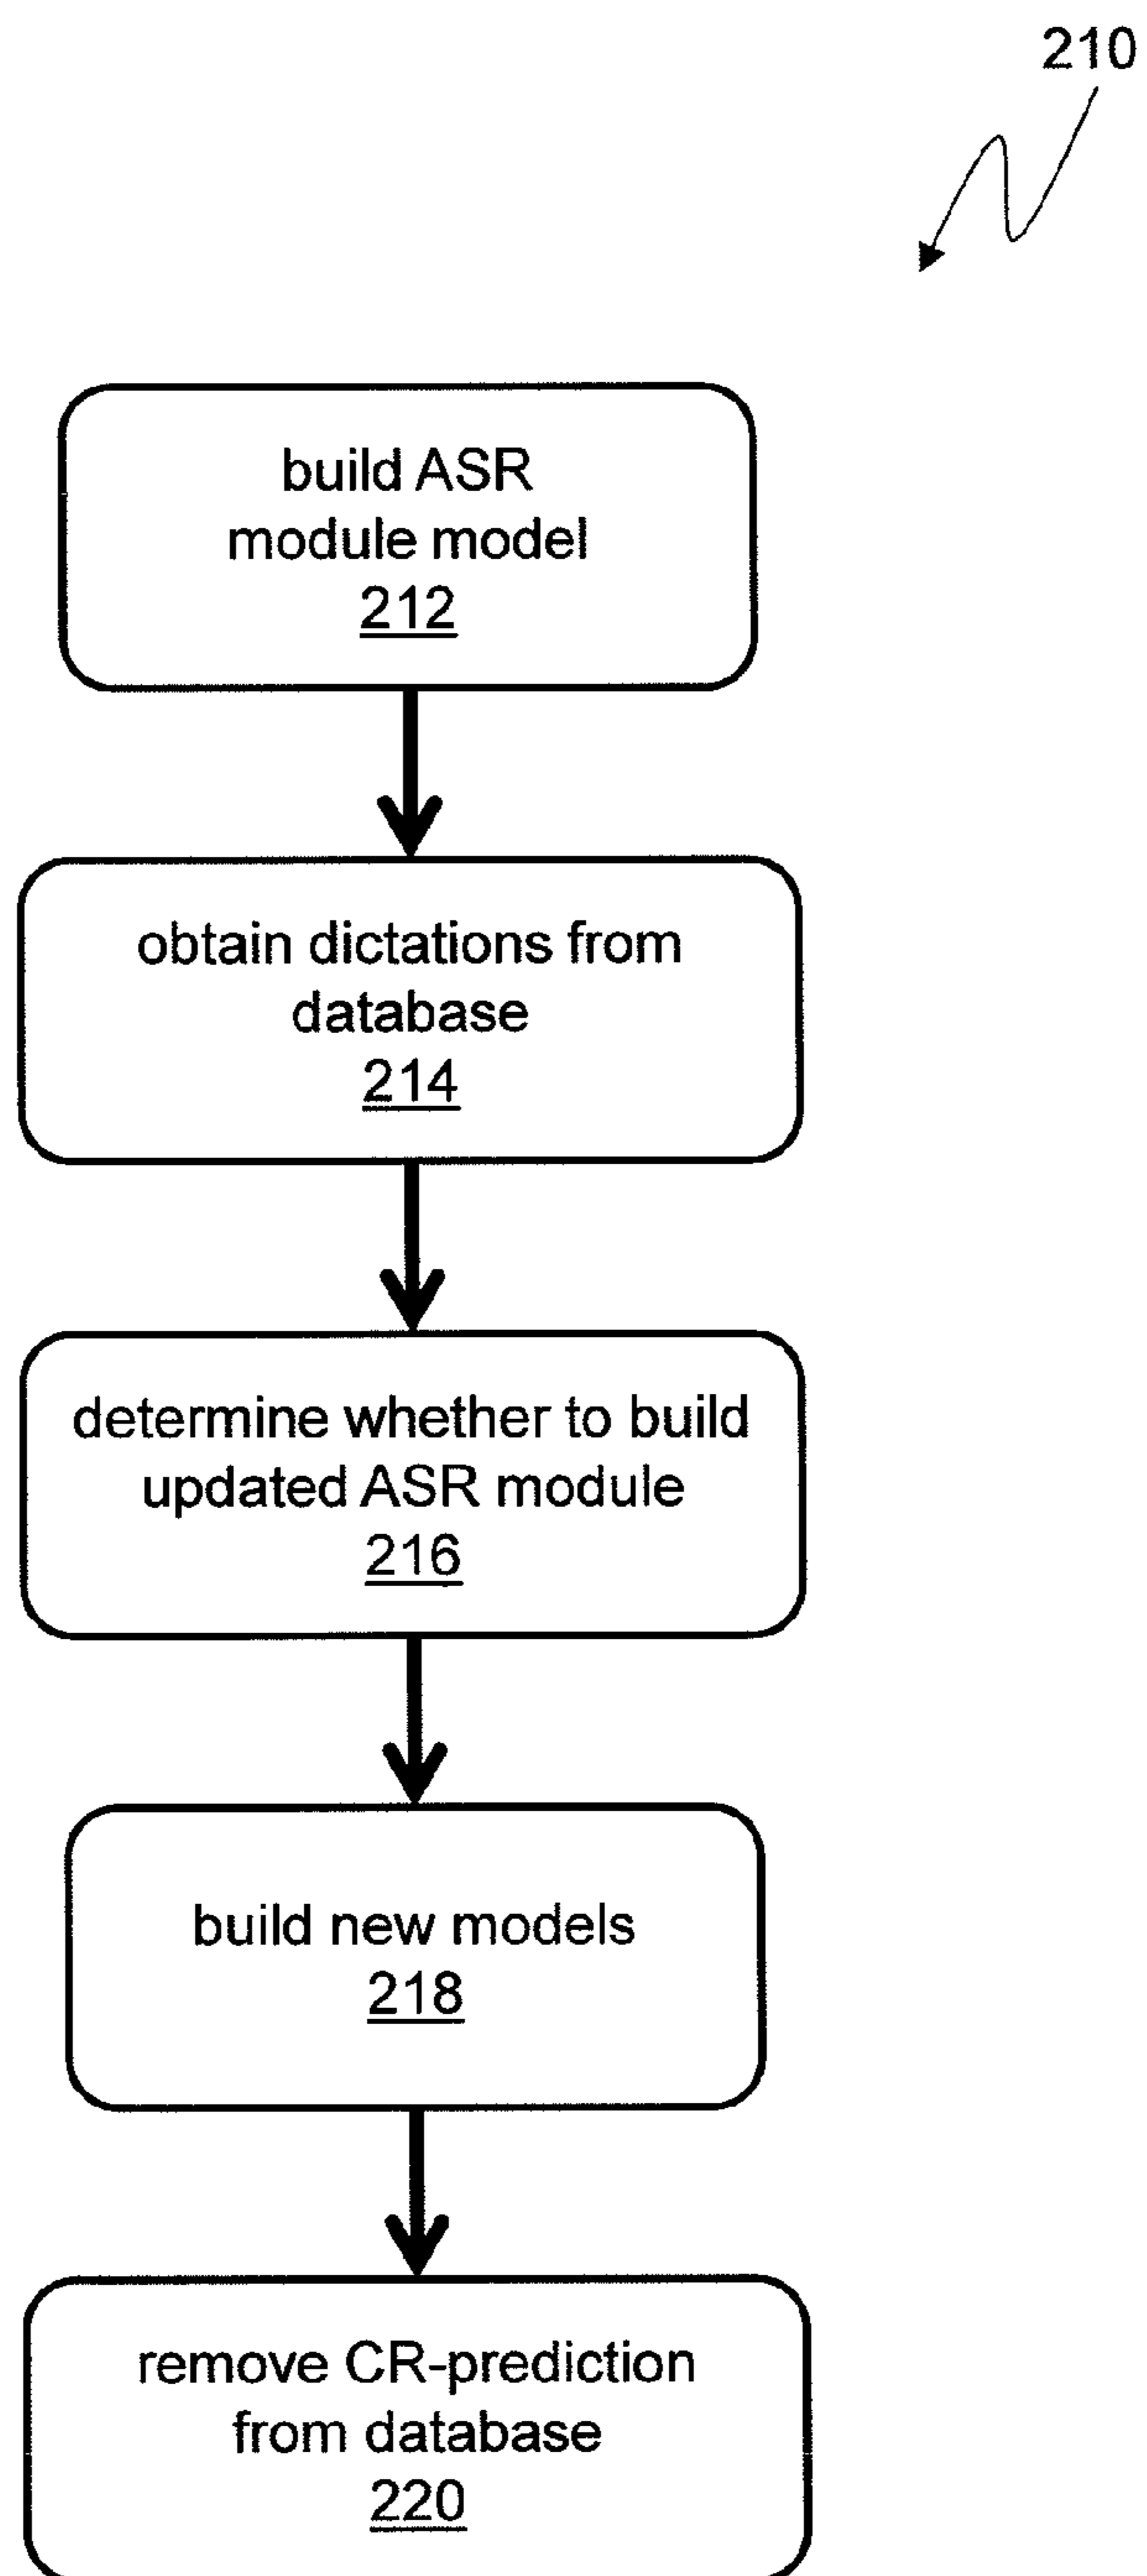 210
build ASR
module model
212
obtain dictations from
database
214
determine whether to build
updated ASR module
216
build new models
218
remove CR-prediction
from database
220